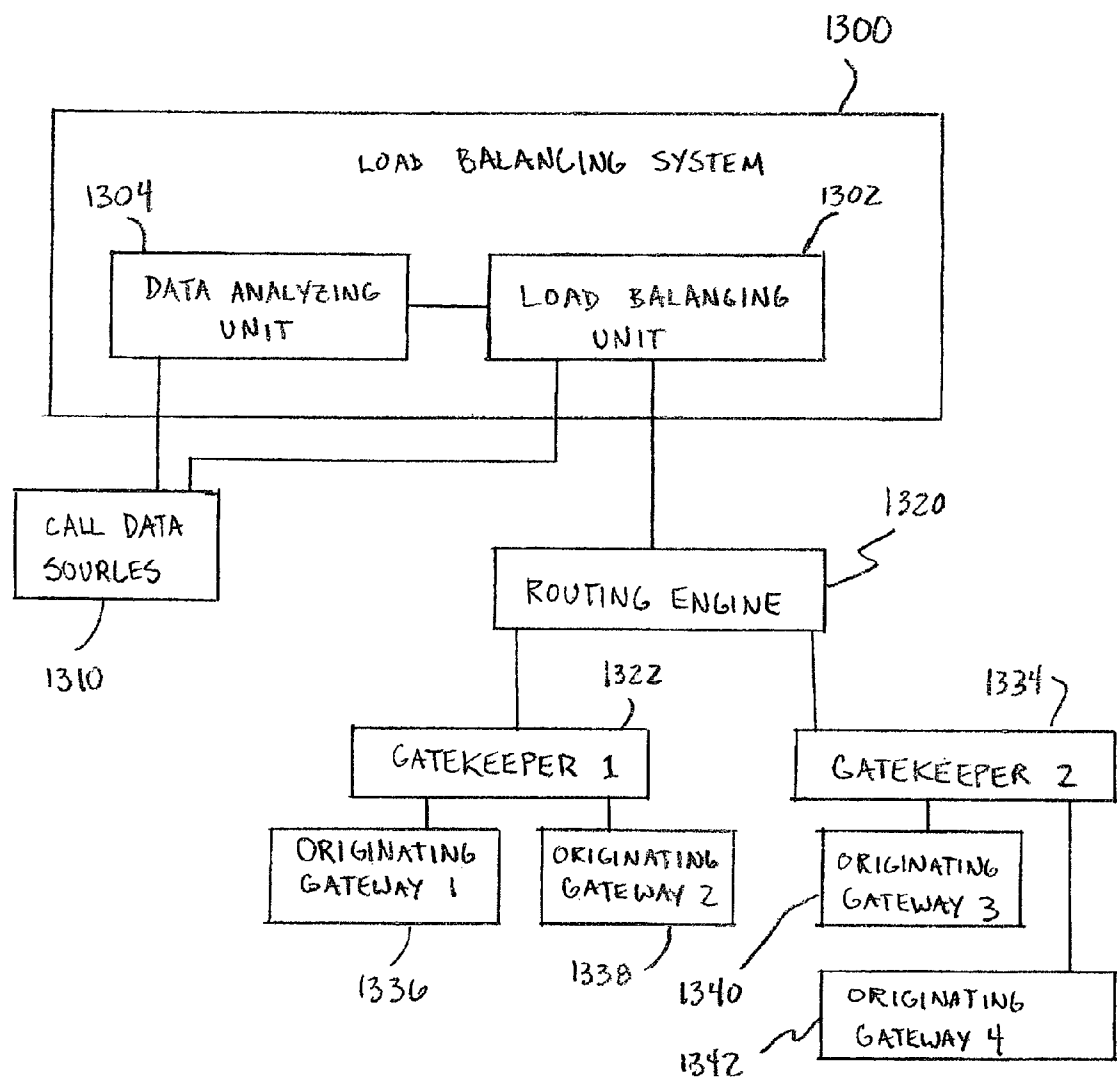 1300
LOAD BALANCING SYSTEM
1304
1302
DATA ANALYZING
UNIT
LOAD BALANGING
UNIT
CALL DATA
SOURLES
1310
1320
ROUTING ENGINE
1322
1334
GATEKEEPER 1
GATEKEEPER 2
ORIGINATING
GATEWAY 1
ORIGINATING
GATEWAY 2
ORIGINATING
GATEWAY 3
1336
1338
1340
ORIGINATING
GATEWAY 4
1342